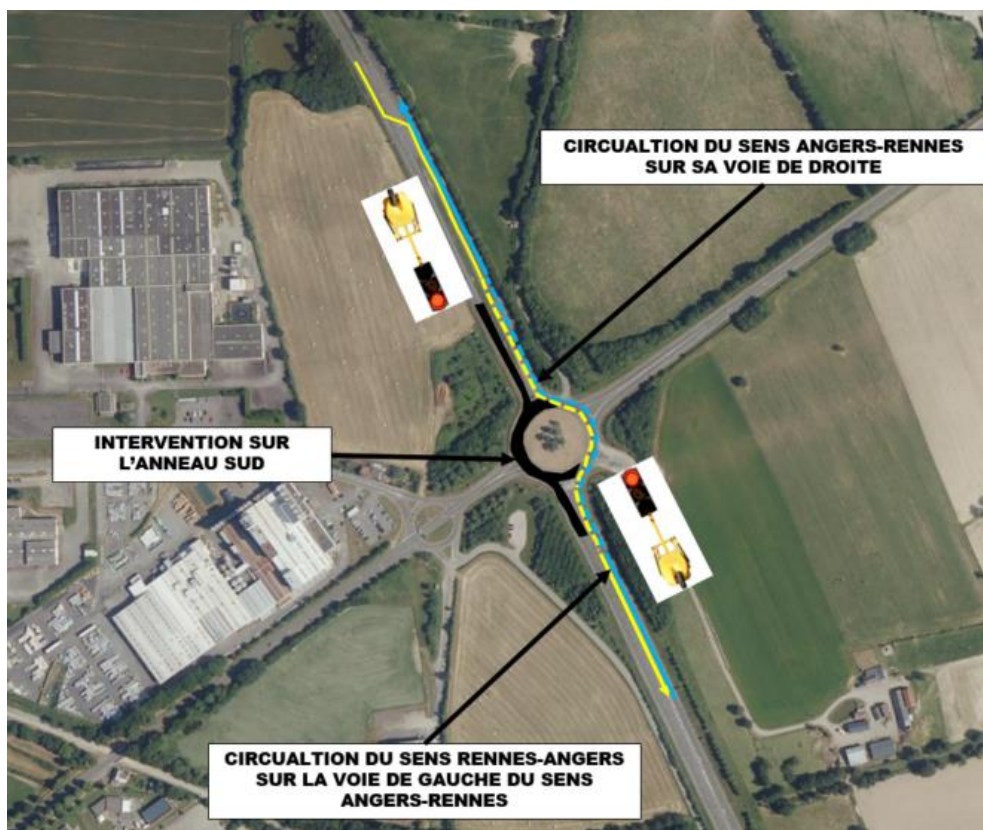 CIRCUALTION DU SENS ANGERS-RENNES
SUR SA VOIE DE DROITE
INTERVENTION SUR
L'ANNEAU SUD
CIRCUALTION DU SENS RENNES-ANGERS
SUR LA VOIE DE GAUCHE DU SENS
ANGERS-RENNES